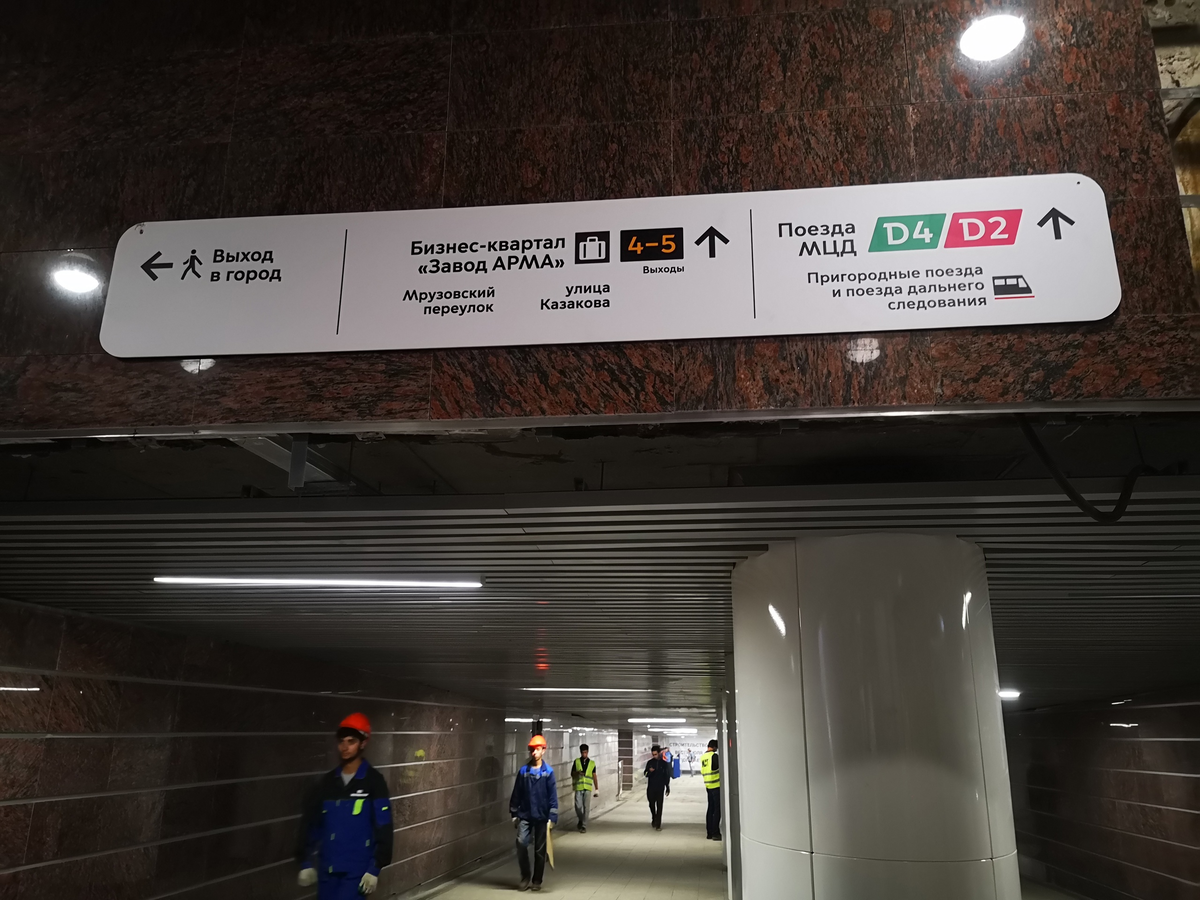 Выход
в город
Бизнес-квартал
«Завод АРМА»
4–5
Выходы
Мрузовский
переулок
улица
Казакова
Поезда
МЦД
D4 D2
Пригородные поезда
и поезда дальнего
следования